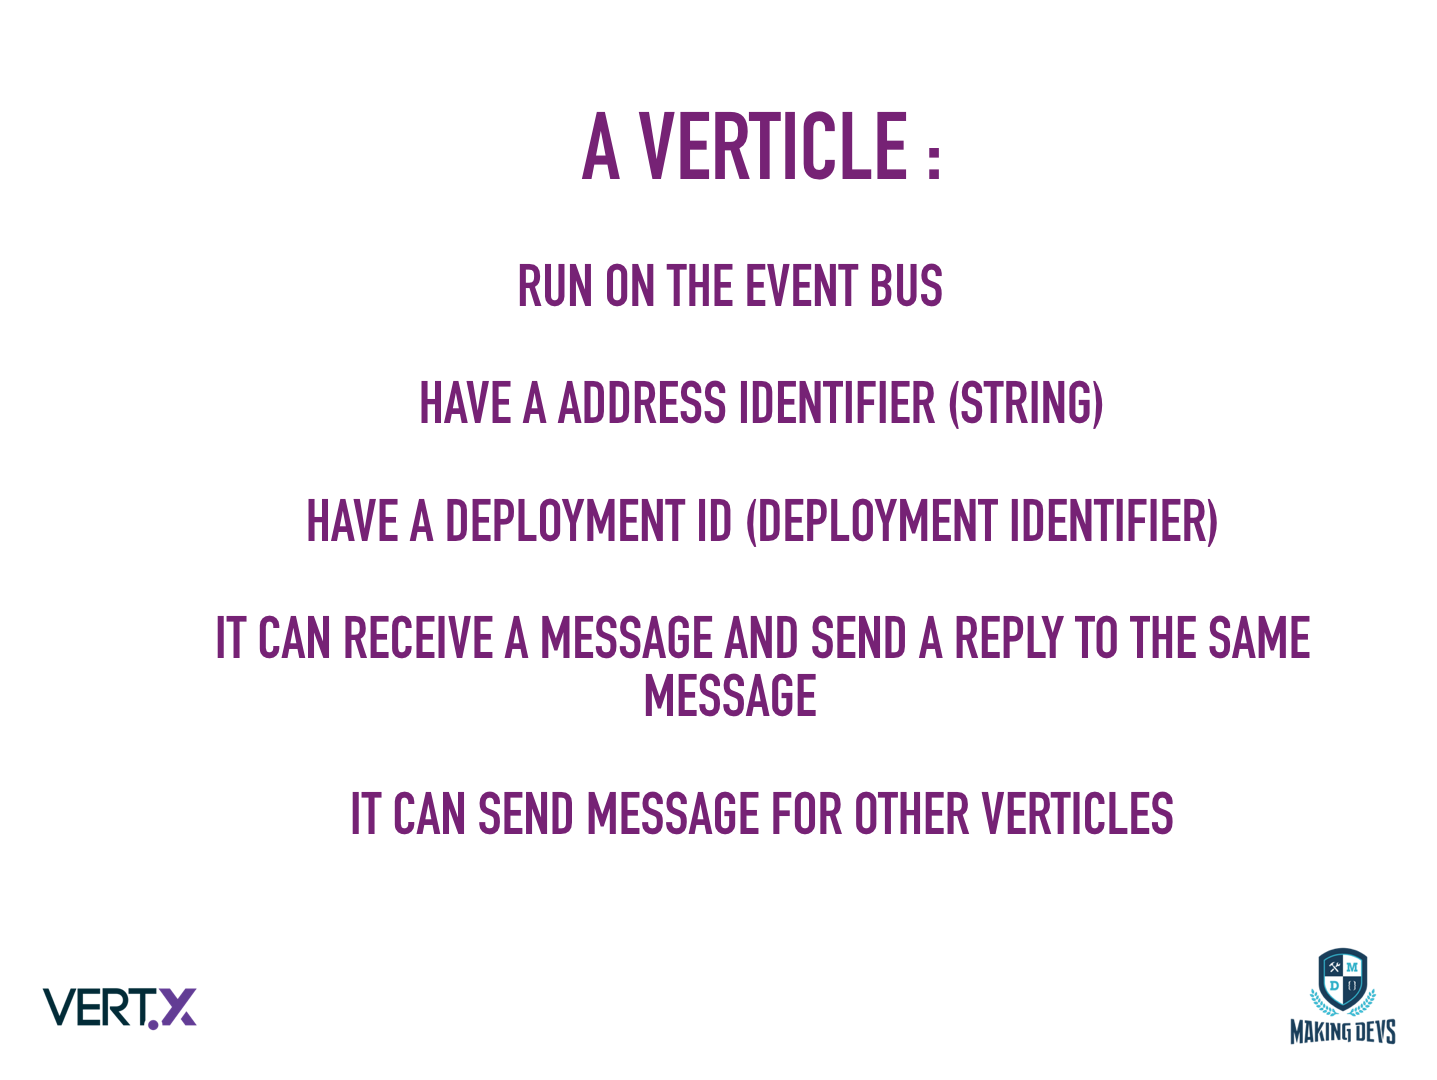 A VERTICLE :
RUN ON THE EVENT BUS
HAVE A ADDRESS IDENTIFIER (STRING)
HAVE A DEPLOYMENT ID (DEPLOYMENT IDENTIFIER)
IT CAN RECEIVE A MESSAGE AND SEND A REPLY TO THE SAME
MESSAGE
IT CAN SEND MESSAGE FOR OTHER VERTICLES
VERT.X
M
D { }
MAKING DEVS